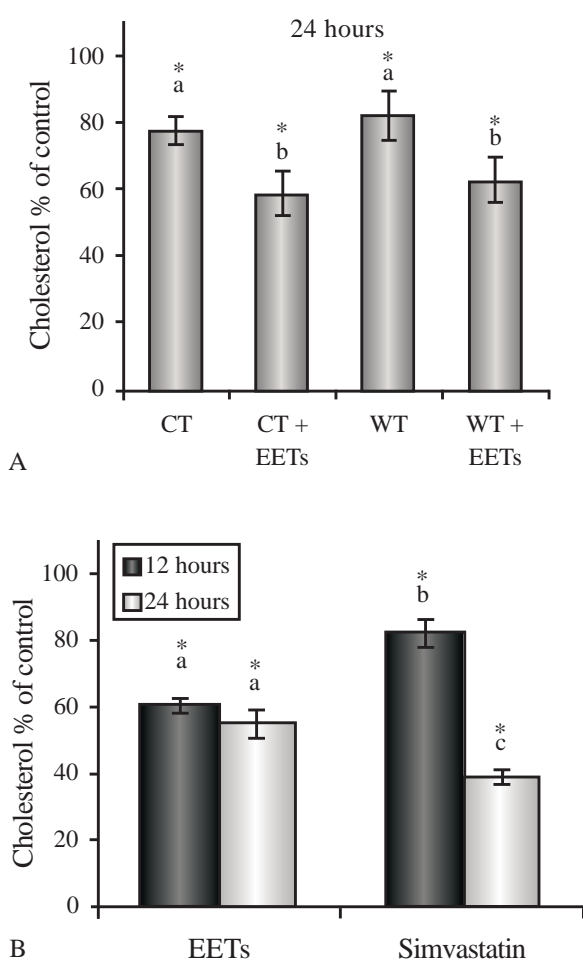 24 hours
Cholesterol % of control
100
80
60
40
20
0
*
a
*
b
*
a
*
b
CT
CT +
EETs
WT
WT +
EETs
A
12 hours
24 hours
Cholesterol % of control
100
80
60
40
20
0
*
a
*
a
*
b
*
c
EETs
Simvastatin
B